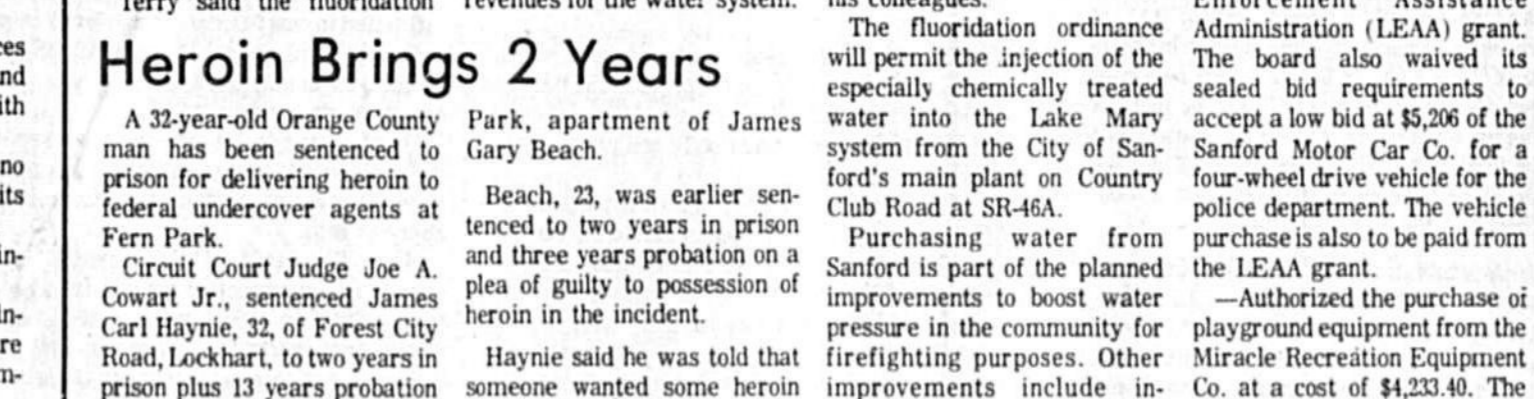 ces
nd
ith
no
its
in-
in-
re
m-
Terry said the fluoridation
revenues for the water system.
Heroin Brings 2 Years
A 32-year-old Orange County
man has been sentenced to
prison for delivering heroin to
federal undercover agents at
Fern Park.
Circuit Court Judge Joe A.
Cowart Jr., sentenced James
Carl Haynie, 32, of Forest City
Road, Lockhart, to two years in
prison plus 13 years probation
Park, apartment of James
Gary Beach.
Beach, 23, was earlier sen-
tenced to two years in prison
and three years probation on a
plea of guilty to possession of
heroin in the incident.
Haynie said he was told that
someone wanted some heroin
his colleagues.
The fluoridation ordinance
will permit the injection of the
especially chemically treated
water into the Lake Mary
system from the City of San-
ford's main plant on Country
Club Road at SR-46A.
Purchasing water from
Sanford is part of the planned
improvements to boost water
pressure in the community for
firefighting purposes. Other
improvements include in-
Enforcement Assistance
Administration (LEAA) grant.
The board also waived its
sealed bid requirements to
accept a low bid at $5,206 of the
Sanford Motor Car Co. for a
four-wheel drive vehicle for the
police department. The vehicle
purchase is also to be paid from
the LEAA grant.
—Authorized the purchase of
playground equipment from the
Miracle Recreation Equipment
Co. at a cost of $4,233.40. The